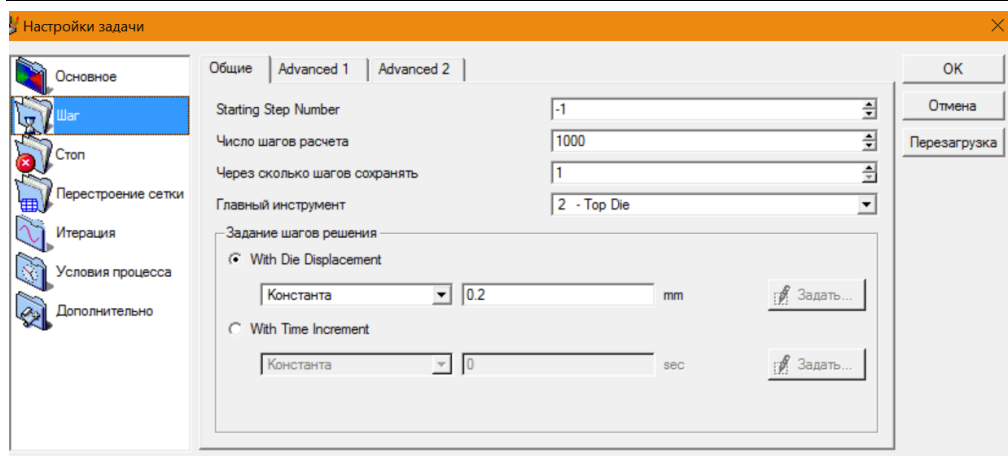 Настройки задачи
Основное
Шаг
Стоп
Перестроение сетки
Итерация
Условия процесса
Дополнительно
Общие Advanced 1 Advanced 2
Starting Step Number -1
Число шагов расчета 1000
Через сколько шагов сохранять 1
Главный инструмент 2 - Top Die
Задание шагов решения
With Die Displacement
Константа 0.2 mm Задать...
With Time Increment
Константа 0 sec Задать...
OK
Отмена
Перезагрузка